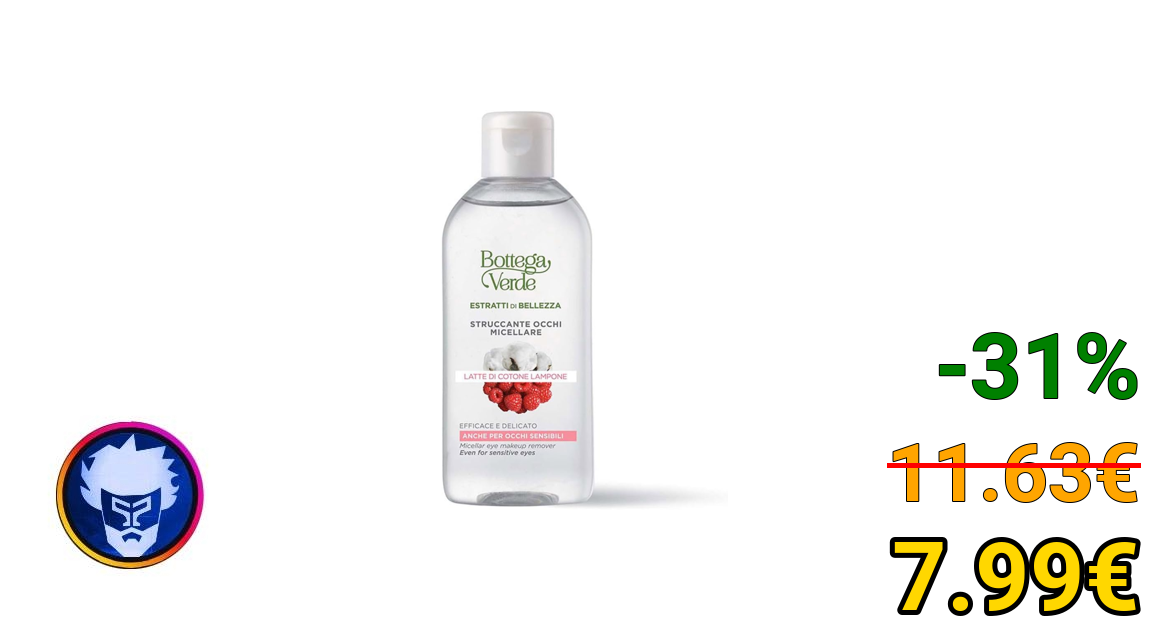 Bottega
Verde
ESTRATTI DI BELLEZZA
STRUCCANTE OCCHI
MICELLARE
LATTE DI COTONE LAMPONE
EFFICACE E DELICATO
ANCHE PER OCCHI SENSIBILI
Micellar eye makeup remover
Even for sensitive eyes
-31%
11.63€
7.99€